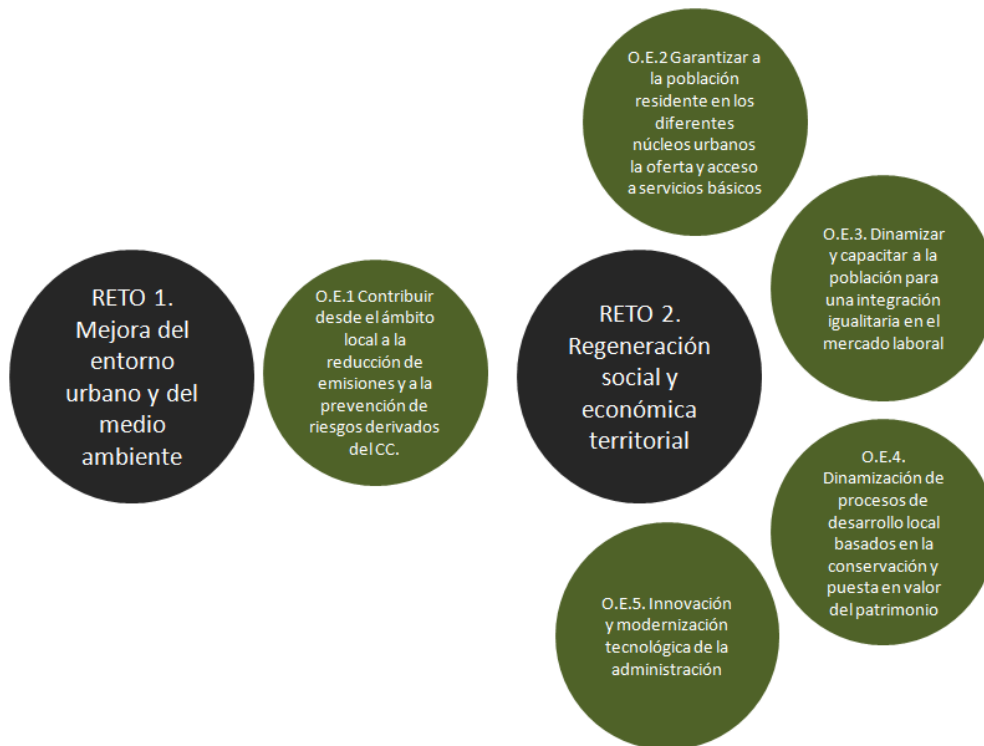 RETO 1.
Mejora del
entorno
urbano y del
medio
ambiente
O.E.1 Contribuir
desde el ámbito
local a la
reducción de
emisiones y a la
prevención de
riesgos derivados
del CC.
RETO 2.
Regeneración
social y
económica
territorial
O.E.2 Garantizar a
la población
residente en los
diferentes
núcleos urbanos
la oferta y acceso
a servicios básicos
O.E.3. Dinamizar
y capacitar a la
población para
una integración
igualitaria en el
mercado laboral
O.E.4.
Dinamización de
procesos de
desarrollo local
basados en la
conservación y
puesta en valor
del patrimonio
O.E.5. Innovación
y modernización
tecnológica de la
administración